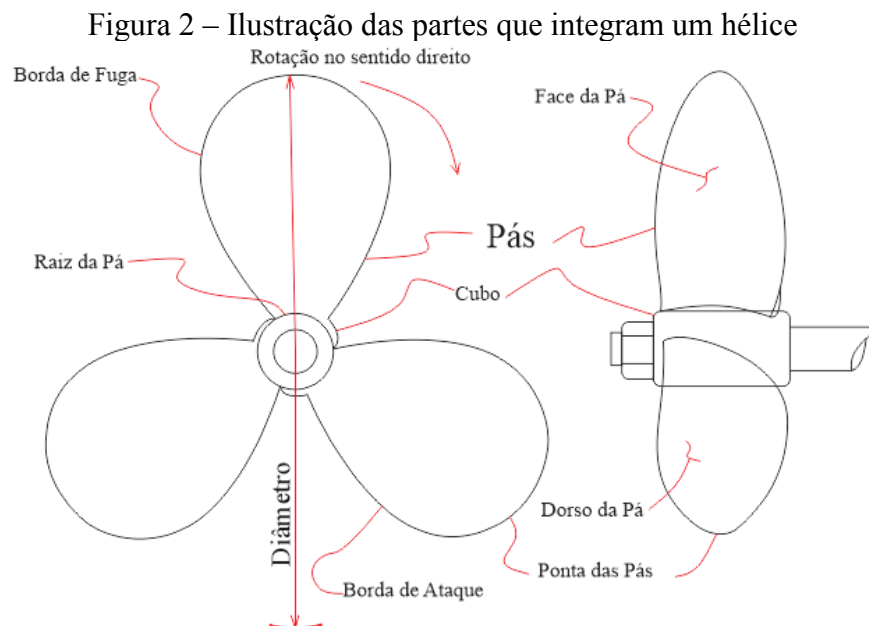 Figura 2 – Ilustração das partes que integram um hélice
Rotação no sentido direito
Borda de Fuga
Face da Pá
Pás
Raiz da Pá
Cubo
Diâmetro
Dorso da Pá
Ponta das Pás
Borda de Ataque